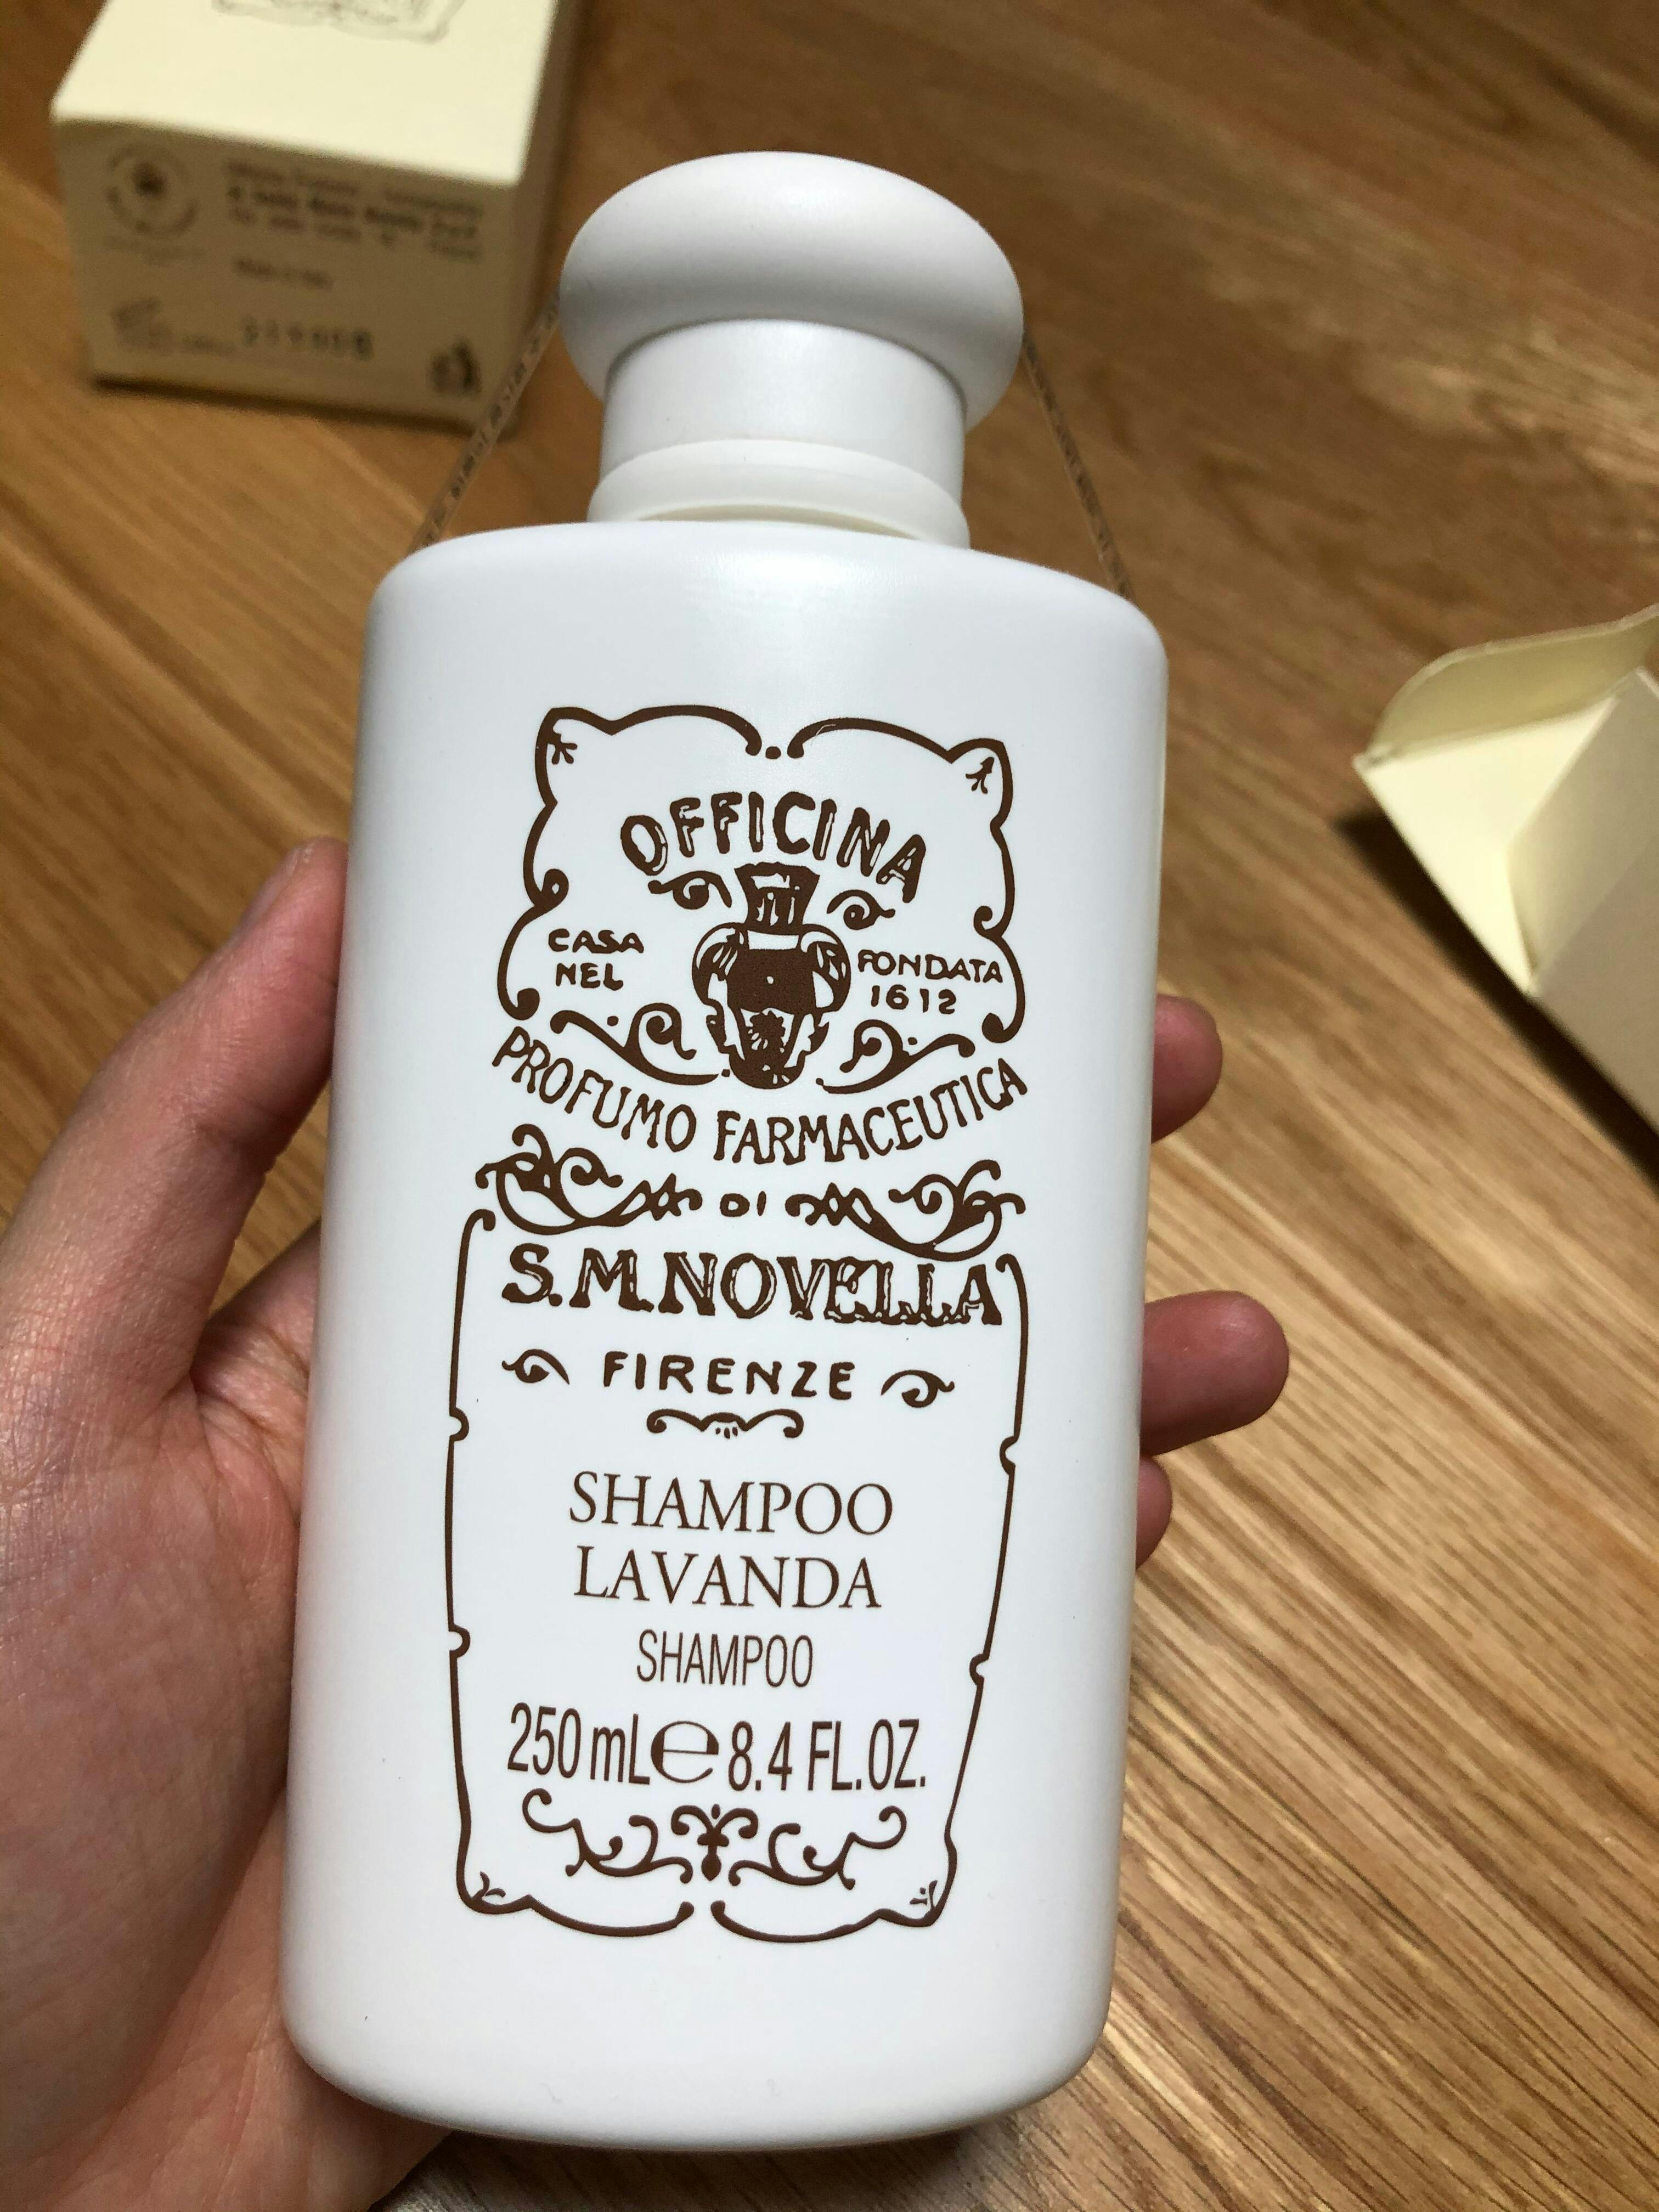 OFFICINA
CASA
NEL
FONDATA
1612
PROFUMO FARMACEUTICA
DI
S.M.NOVELLA
FIRENZE
SHAMPOO
LAVANDA
SHAMPOO
250 mL e 8.4 FL.OZ.